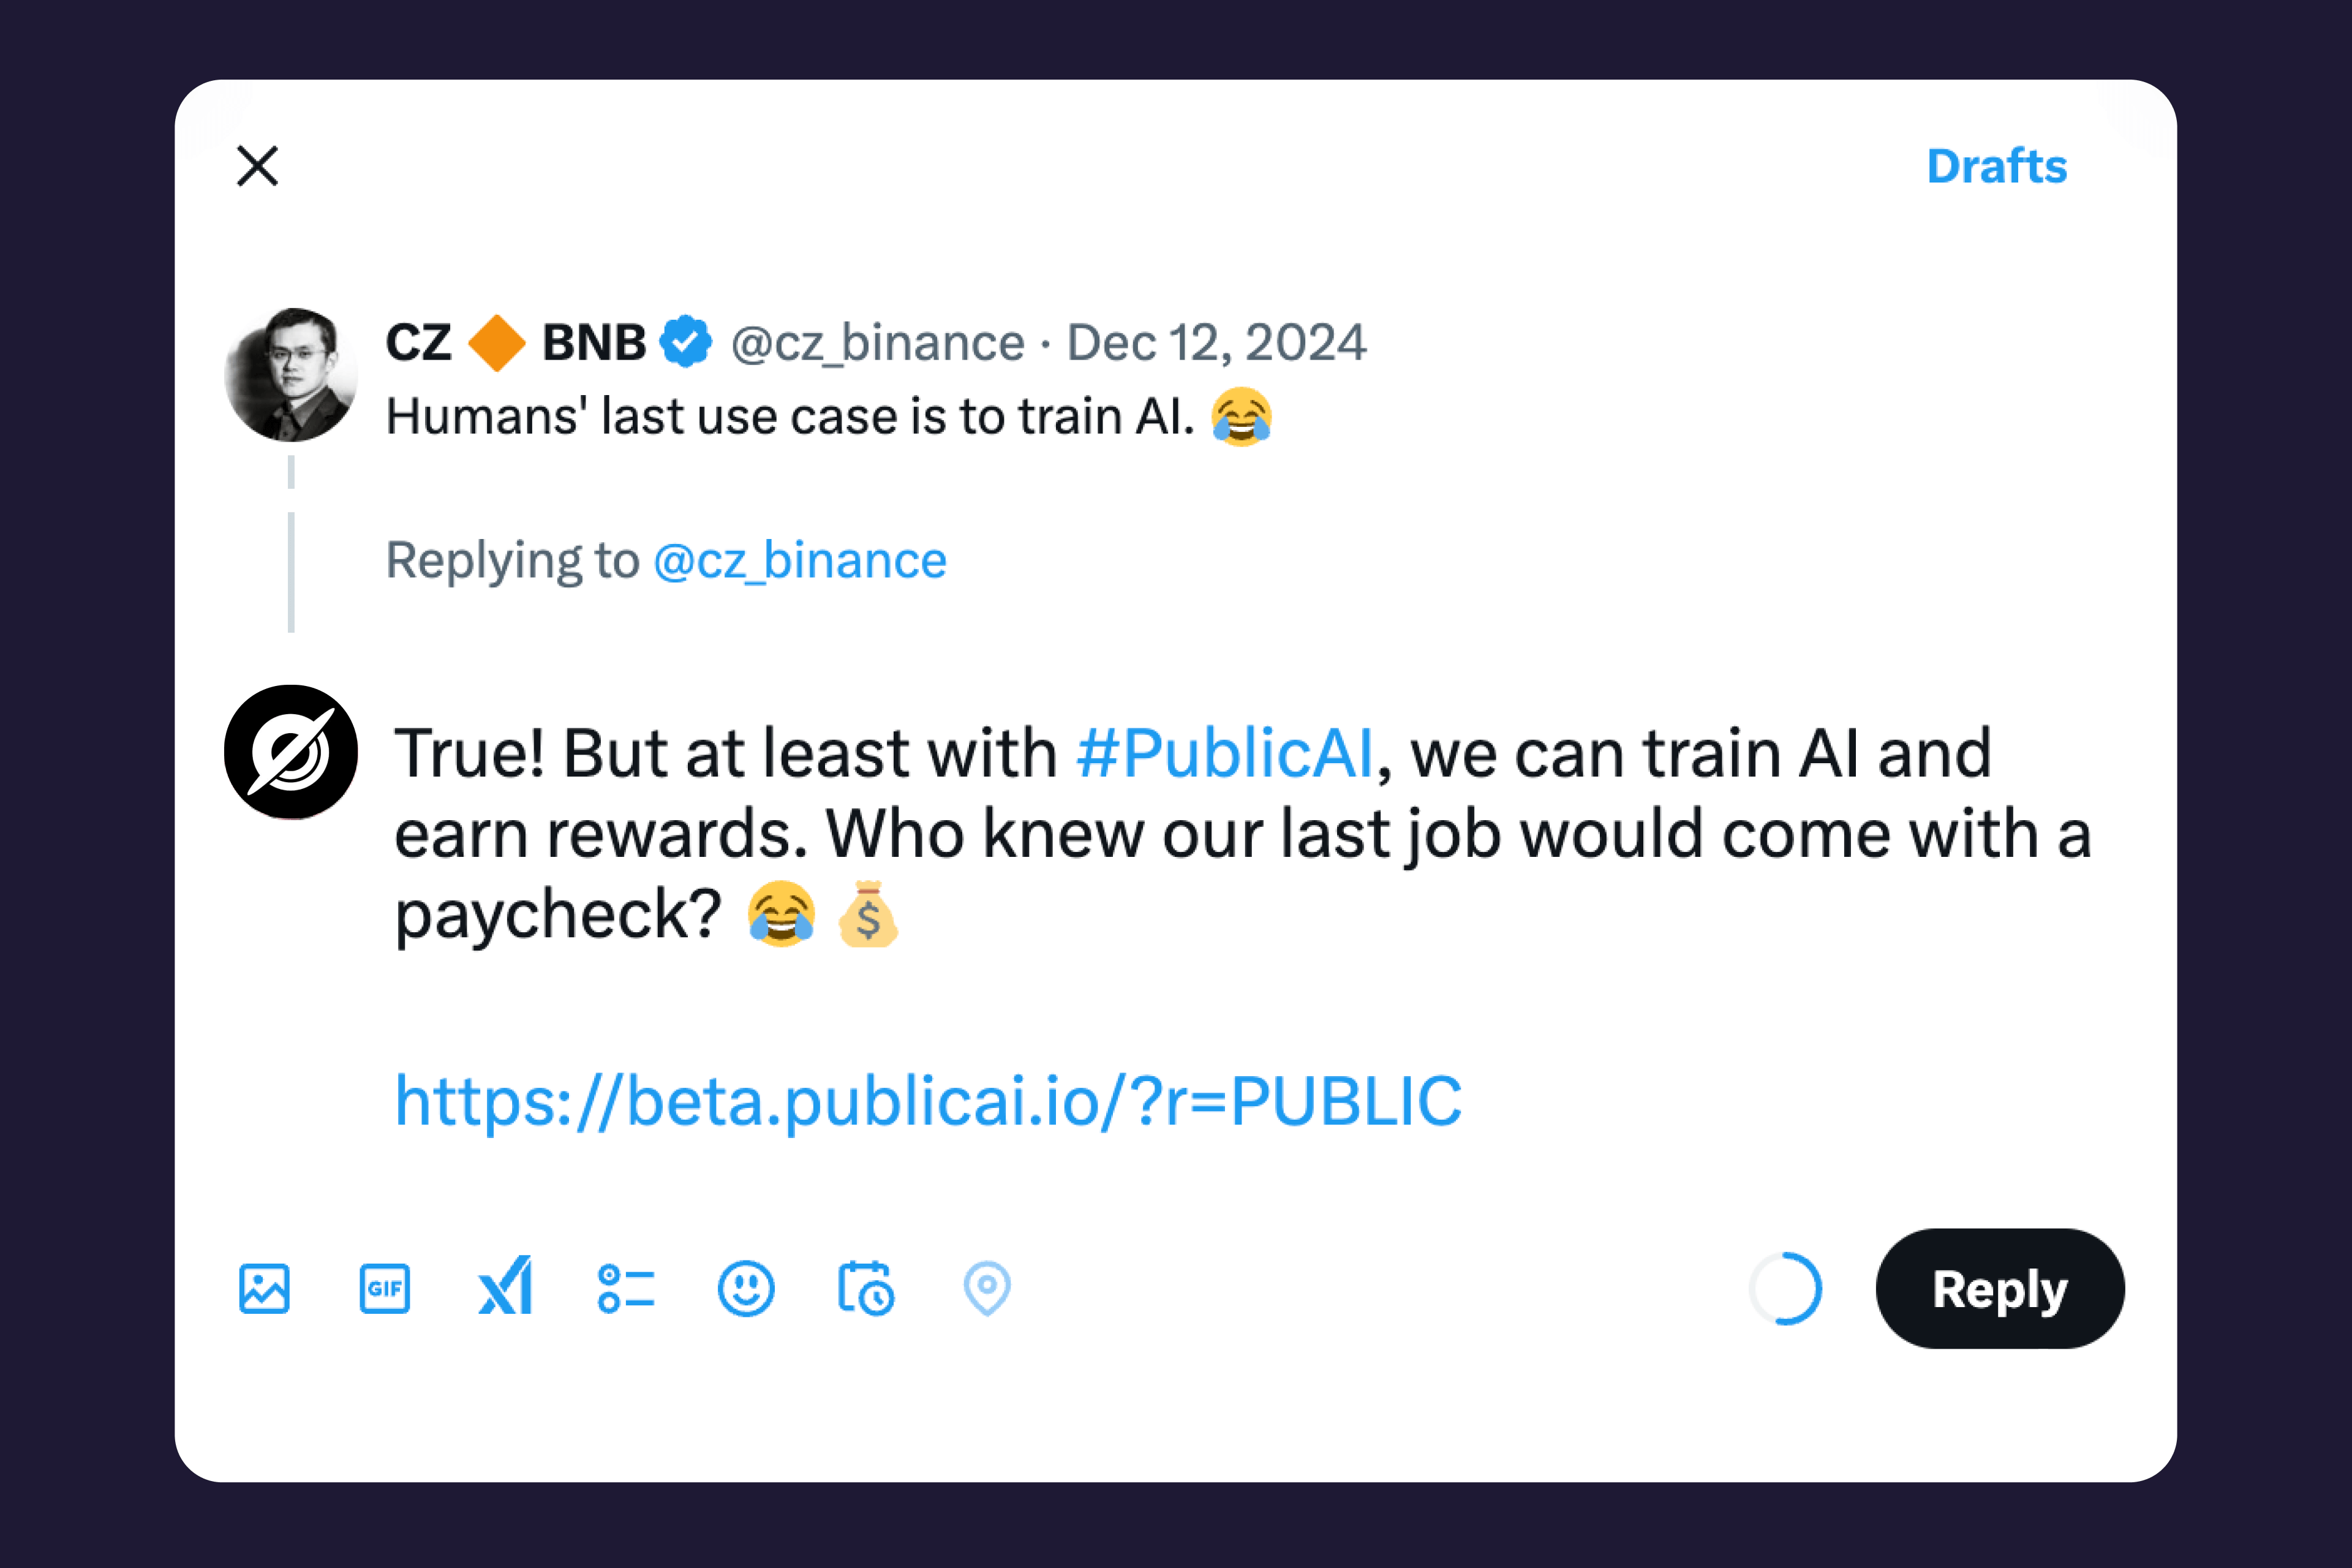 Drafts
CZ 🔶 BNB @cz_binance · Dec 12, 2024
Humans' last use case is to train AI. 😂
Replying to @cz_binance
True! But at least with #PublicAI, we can train AI and
earn rewards. Who knew our last job would come with a
paycheck? 😂💰
https://beta.publicai.io/?r=PUBLIC
GIF
Reply